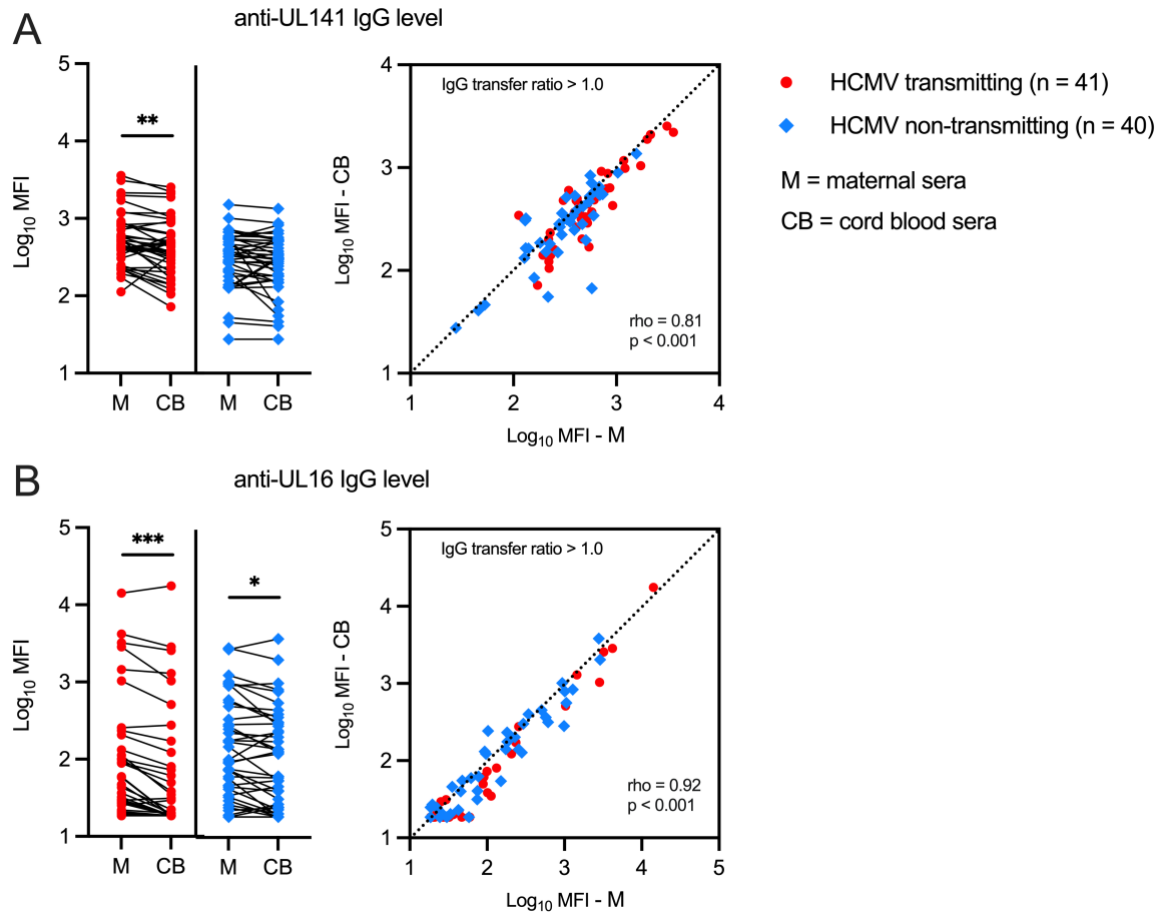 A
anti-UL141 IgG level
5
4
3
2
1
Log10 MFI
**
M CB M CB
4
3
2
1
Log10 MFI - CB
IgG transfer ratio > 1.0
rho = 0.81
p < 0.001
1 2 3 4
Log10 MFI - M
HCMV transmitting (n = 41)
HCMV non-transmitting (n = 40)
M = maternal sera
CB = cord blood sera
B
anti-UL16 IgG level
5
4
3
2
1
Log10 MFI
***
*
M CB M CB
5
4
3
2
1
Log10 MFI - CB
IgG transfer ratio > 1.0
rho = 0.92
p < 0.001
1 2 3 4 5
Log10 MFI - M